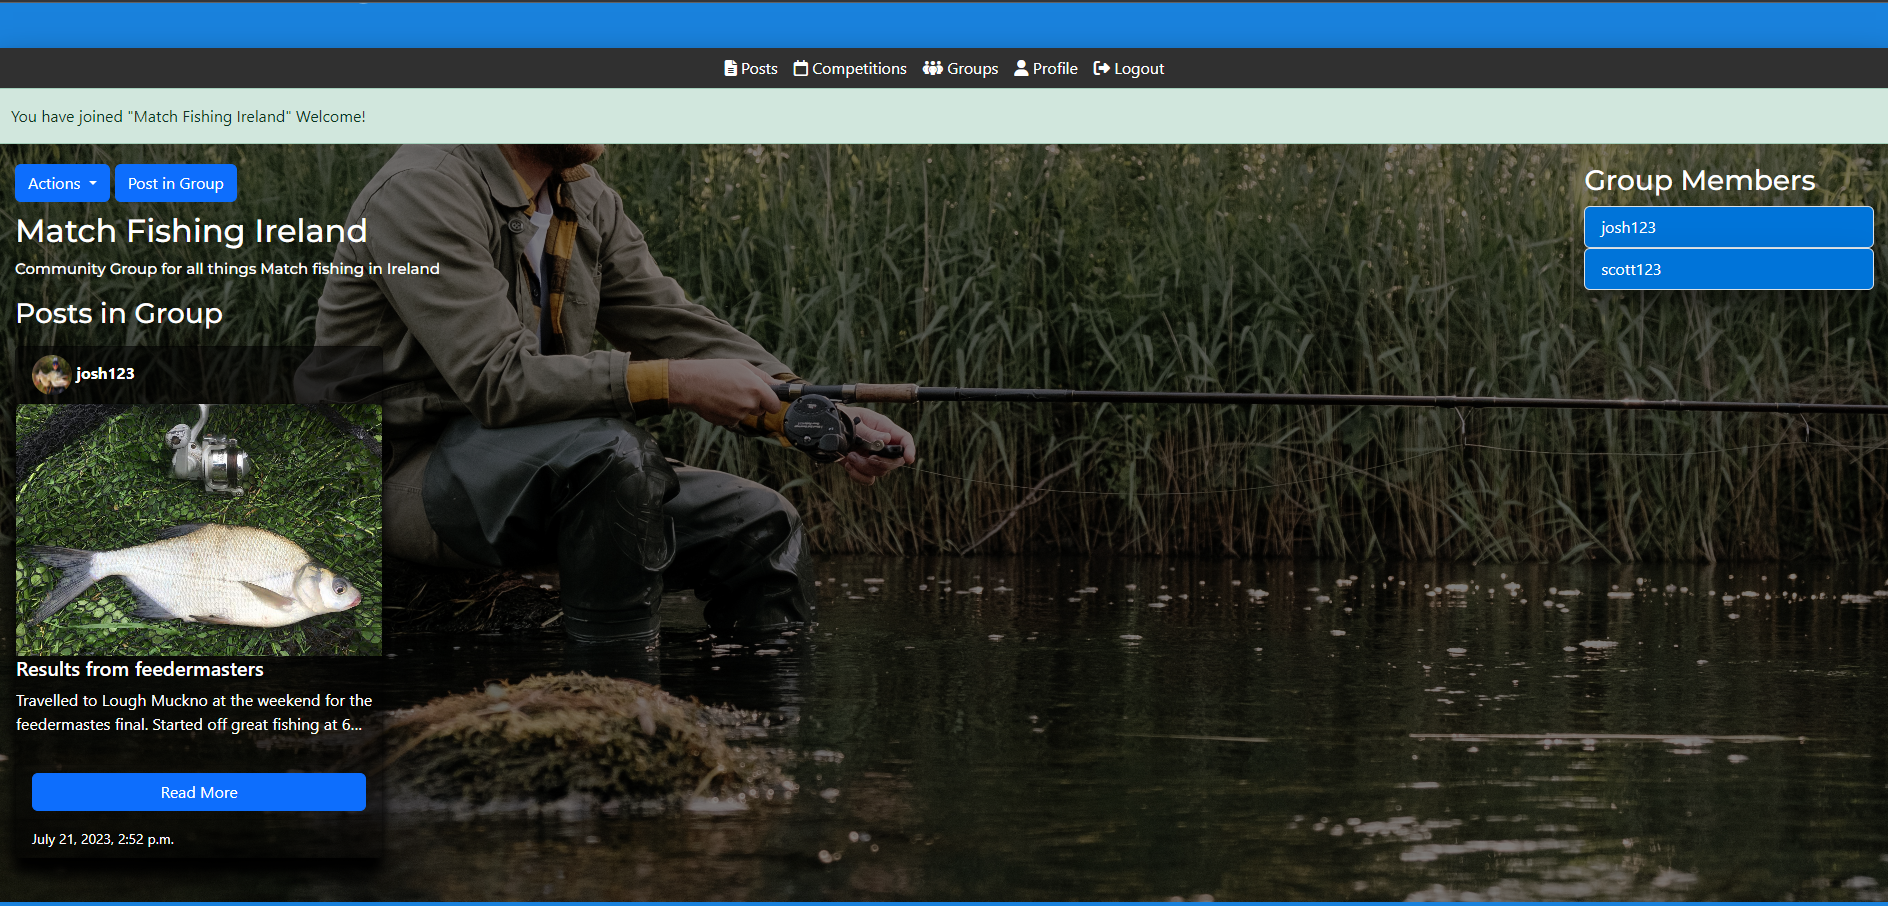 Posts Competitions Groups Profile Logout
You have joined "Match Fishing Ireland" Welcome!
Actions Post in Group
Match Fishing Ireland
Community Group for all things Match fishing in Ireland
Posts in Group
josh123
Results from feedermasters
Travelled to Lough Muckno at the weekend for the
feedermastes final. Started off great fishing at 6...
Read More
July 21, 2023, 2:52 p.m.
Group Members
josh123
scott123